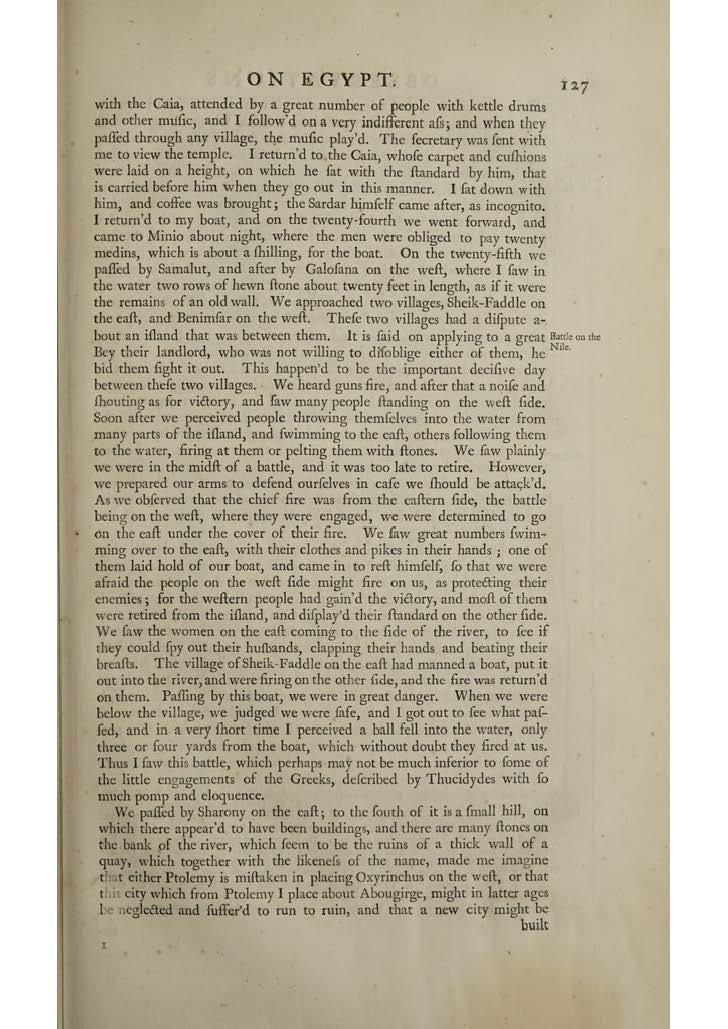 ON EGYPT.
127
with the Caia, attended by a great number of people with kettle drums
and other muſic, and I follow'd on a very indifferent aſs; and when they
paſſed through any village, the muſic play'd. The ſecretary was ſent with
me to view the temple. I return'd to the Caia, whoſe carpet and cuſhions
were laid on a height, on which he ſat with the ſtandard by him, that
is carried before him when they go out in this manner. I ſat down with
him, and coffee was brought; the Sardar himſelf came after, as incognito.
I return'd to my boat, and on the twenty-fourth we went forward, and
came to Minio about night, where the men were obliged to pay twenty
medins, which is about a ſhilling, for the boat. On the twenty-fifth we
paſſed by Samalut, and after by Galoſana on the weſt, where I ſaw in
the water two rows of hewn ſtone about twenty feet in length, as if it were
the remains of an old wall. We approached two villages, Sheik-Faddle on
the eaſt, and Benimſar on the weſt. Theſe two villages had a diſpute a-
bout an iſland that was between them. It is ſaid on applying to a great
Battle on the
Nile.
Bey their landlord, who was not willing to diſoblige either of them, he
bid them fight it out. This happen'd to be the important deciſive day
between theſe two villages. We heard guns fire, and after that a noiſe and
ſhouting as for victory, and ſaw many people ſtanding on the weſt ſide.
Soon after we perceived people throwing themſelves into the water from
many parts of the iſland, and ſwimming to the eaſt, others following them
to the water, firing at them or pelting them with ſtones. We ſaw plainly
we were in the midſt of a battle, and it was too late to retire. However,
we prepared our arms to defend ourſelves in caſe we ſhould be attack'd.
As we obſerved that the chief fire was from the eaſtern ſide, the battle
being on the weſt, where they were engaged, we were determined to go
on the eaſt under the cover of their fire. We ſaw great numbers ſwim-
ming over to the eaſt, with their clothes and pikes in their hands; one of
them laid hold of our boat, and came in to reſt himſelf, ſo that we were
afraid the people on the weſt ſide might fire on us, as protecting their
enemies; for the weſtern people had gain'd the victory, and moſt of them
were retired from the iſland, and diſplay'd their ſtandard on the other ſide.
We ſaw the women on the eaſt coming to the ſide of the river, to ſee if
they could ſpy out their huſbands, clapping their hands and beating their
breaſts. The village of Sheik-Faddle on the eaſt had manned a boat, put it
out into the river, and were firing on the other ſide, and the fire was return'd
on them. Paſſing by this boat, we were in great danger. When we were
below the village, we judged we were ſafe, and I got out to ſee what paſ-
ſed, and in a very ſhort time I perceived a ball fell into the water, only
three or four yards from the boat, which without doubt they fired at us.
Thus I ſaw this battle, which perhaps may not be much inferior to ſome of
the little engagements of the Greeks, deſcribed by Thucidydes with ſo
much pomp and eloquence.
We paſſed by Sharony on the eaſt; to the ſouth of it is a ſmall hill, on
which there appear'd to have been buildings, and there are many ſtones on
the bank of the river, which ſeem to be the ruins of a thick wall of a
quay, which together with the likeneſs of the name, made me imagine
that either Ptolemy is miſtaken in placing Oxyrinchus on the weſt, or that
this city which from Ptolemy I place about Abougirge, might in latter ages
be neglected and ſuffer'd to run to ruin, and that a new city might be
built
1